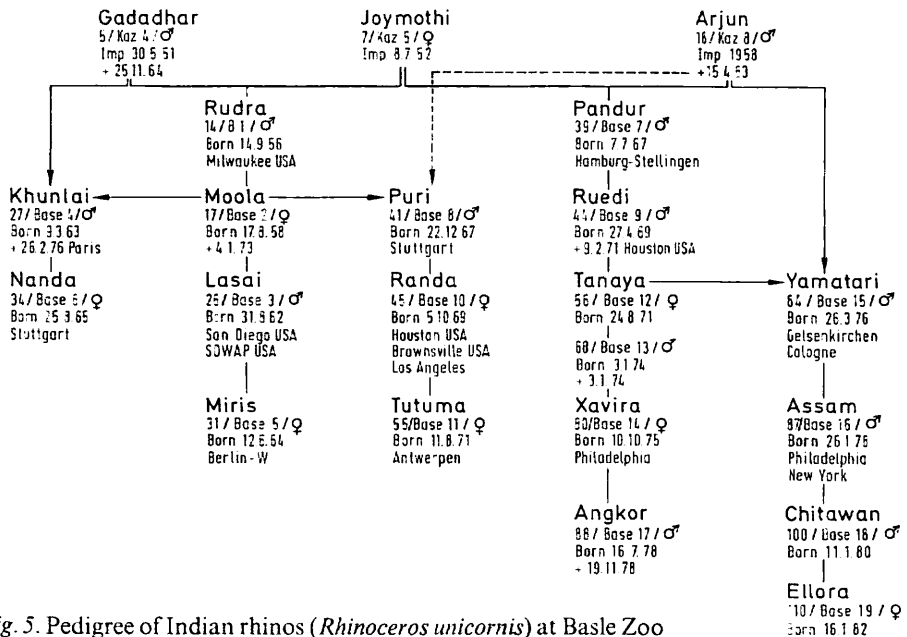 Gadadhar
5/ Kaz 4/♂
Imp 30.5.51
+ 25.11.64
Joymothi
7/ Kaz 5/♀
Imp 8.7.52
Arjun
16/ Kaz 8/♂
Imp 1958
+15.4.63
Rudra
14/B 1/♂
Born 14.9.56
Milwaukee USA
Pandur
39/ Base 7/♂
Born 7.7.67
Hamburg-Stellingen
Khunlai
27/ Base 4/♂
Born 3.3.63
+ 26.2.76 Paris
Moola
17/Base 2/♀
Born 17.8.58
+ 4.1.73
Puri
41/ Base 8/♂
Born 22.12.67
Stuttgart
Ruedi
44/ Base 9/♂
Born 27.4.69
+ 9.2.71 Houston USA
Nanda
34/ Base 6/♀
Born 25.8.65
Stuttgart
Lasai
26/ Base 3/♂
Born 31.8.62
San Diego USA
SDWAP USA
Randa
45/ Base 10/♀
Born 5.10.69
Houston USA
Brownsville USA
Los Angeles
Tanaya
56/ Base 12/♀
Born 24.8.71
Yamatari
64/ Base 15/♂
Born 26.3.76
Gelsenkirchen
Cologne
68/ Base 13/♂
Born 3.1.74
+ 3.1.74
Miris
31/ Base 5/♀
Born 12.6.64
Berlin-W
Tutuma
55/Base 11/♀
Born 11.8.71
Antwerpen
Xavira
Base 14/♀
Born 10.10.75
Philadelphia
Assam
87/Base 16/♂
Born 26.1.78
Philadelphia
New York
Angkor
88/ Base 17/♂
Born 16.7.78
+ 19.11.78
Chitawan
100/ Base 18/♂
Born 11.1.80
Ellora
110/ Base 19/♀
Born 16.1.82
Fig. 5. Pedigree of Indian rhinos (Rhinoceros unicornis) at Basle Zoo